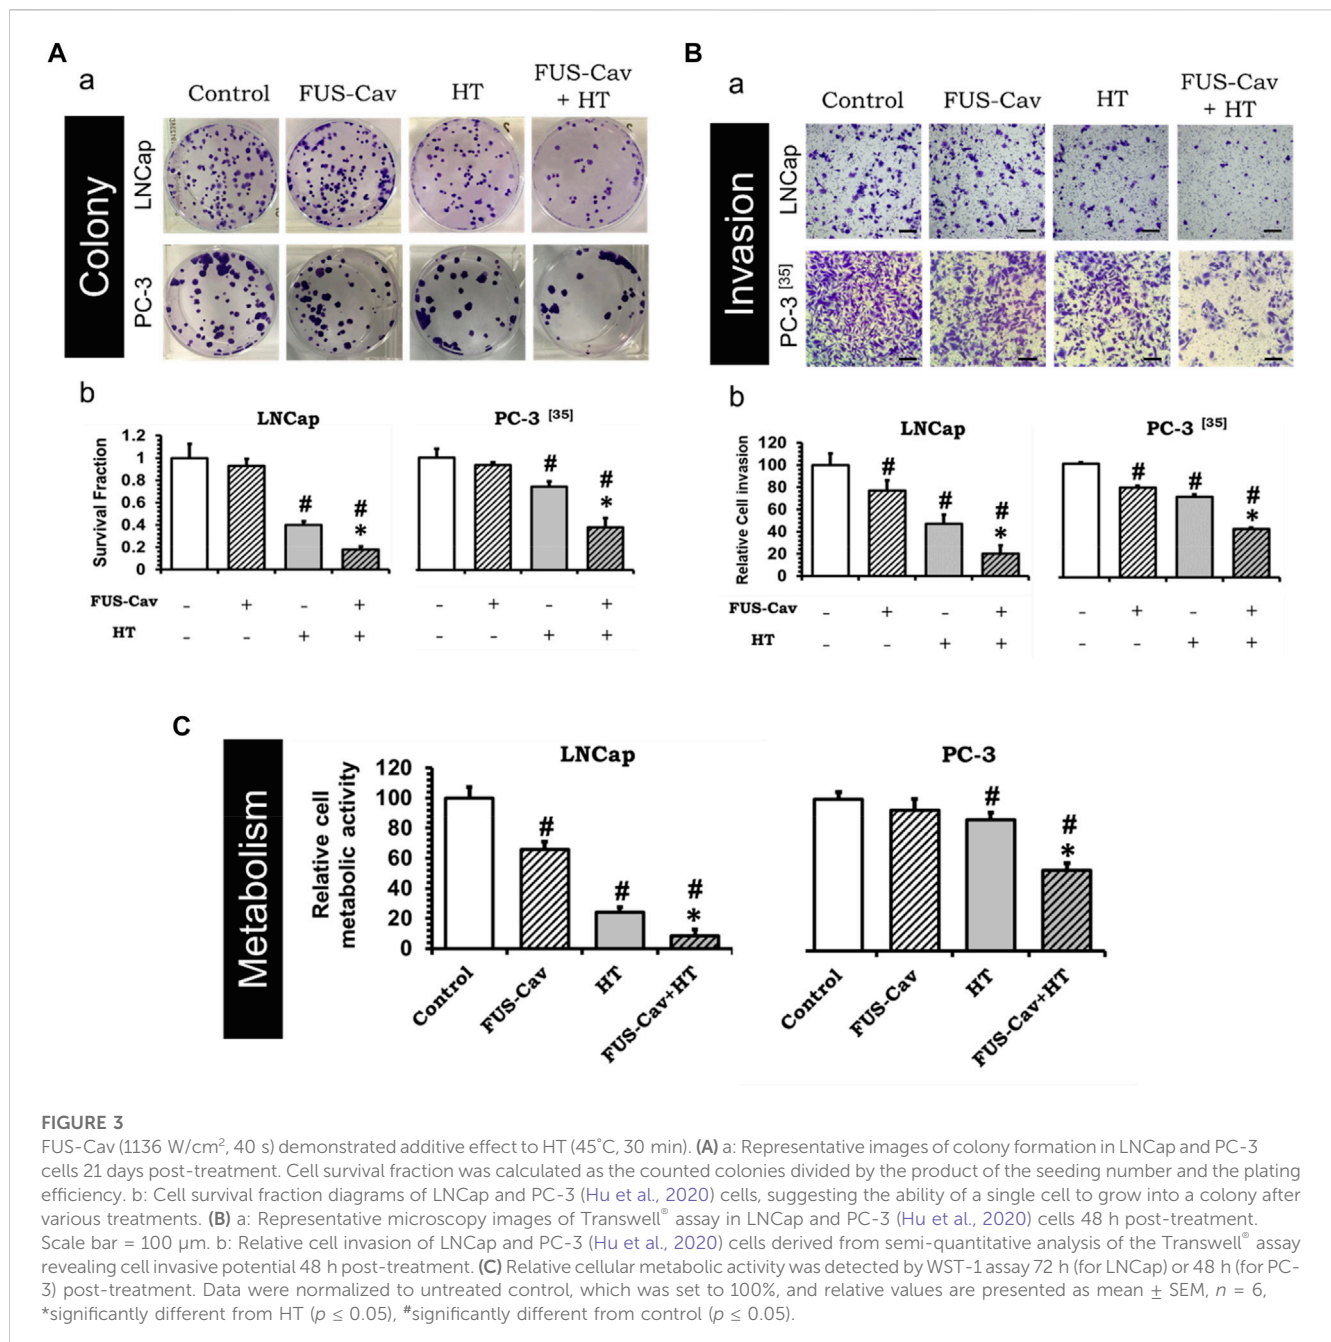 A
a
Control FUS-Cav HT FUS-Cav + HT
Colony
LNCap
PC-3
b
LNCap
PC-3 [35]
Survival Fraction
1.2
1
0.8
0.6
0.4
0.2
0
# # * # # *
FUS-Cav - + - + - + - +
HT - - + + - - + +
B
a
Control FUS-Cav HT FUS-Cav + HT
Invasion
LNCap
PC-3 [35]
b
LNCap
PC-3 [35]
Relative Cell invasion
120
100
80
60
40
20
0
# # # * # # # *
FUS-Cav - + - + - + - +
HT - - + + - - + +
C
Metabolism
LNCap
PC-3
Relative cell
metabolic activity
120
100
80
60
40
20
0
# # # * # # *
Control FUS-Cav HT FUS-Cav+HT
Control FUS-Cav HT FUS-Cav+HT
FIGURE 3
FUS-Cav (1136 W/cm², 40 s) demonstrated additive effect to HT (45°C, 30 min). (A) a: Representative images of colony formation in LNCap and PC-3
cells 21 days post-treatment. Cell survival fraction was calculated as the counted colonies divided by the product of the seeding number and the plating
efficiency. b: Cell survival fraction diagrams of LNCap and PC-3 (Hu et al., 2020) cells, suggesting the ability of a single cell to grow into a colony after
various treatments. (B) a: Representative microscopy images of Transwell® assay in LNCap and PC-3 (Hu et al., 2020) cells 48 h post-treatment.
Scale bar = 100 μm. b: Relative cell invasion of LNCap and PC-3 (Hu et al., 2020) cells derived from semi-quantitative analysis of the Transwell® assay
revealing cell invasive potential 48 h post-treatment. (C) Relative cellular metabolic activity was detected by WST-1 assay 72 h (for LNCap) or 48 h (for PC-
3) post-treatment. Data were normalized to untreated control, which was set to 100%, and relative values are presented as mean ± SEM, n = 6,
*significantly different from HT (p ≤ 0.05), #significantly different from control (p ≤ 0.05).